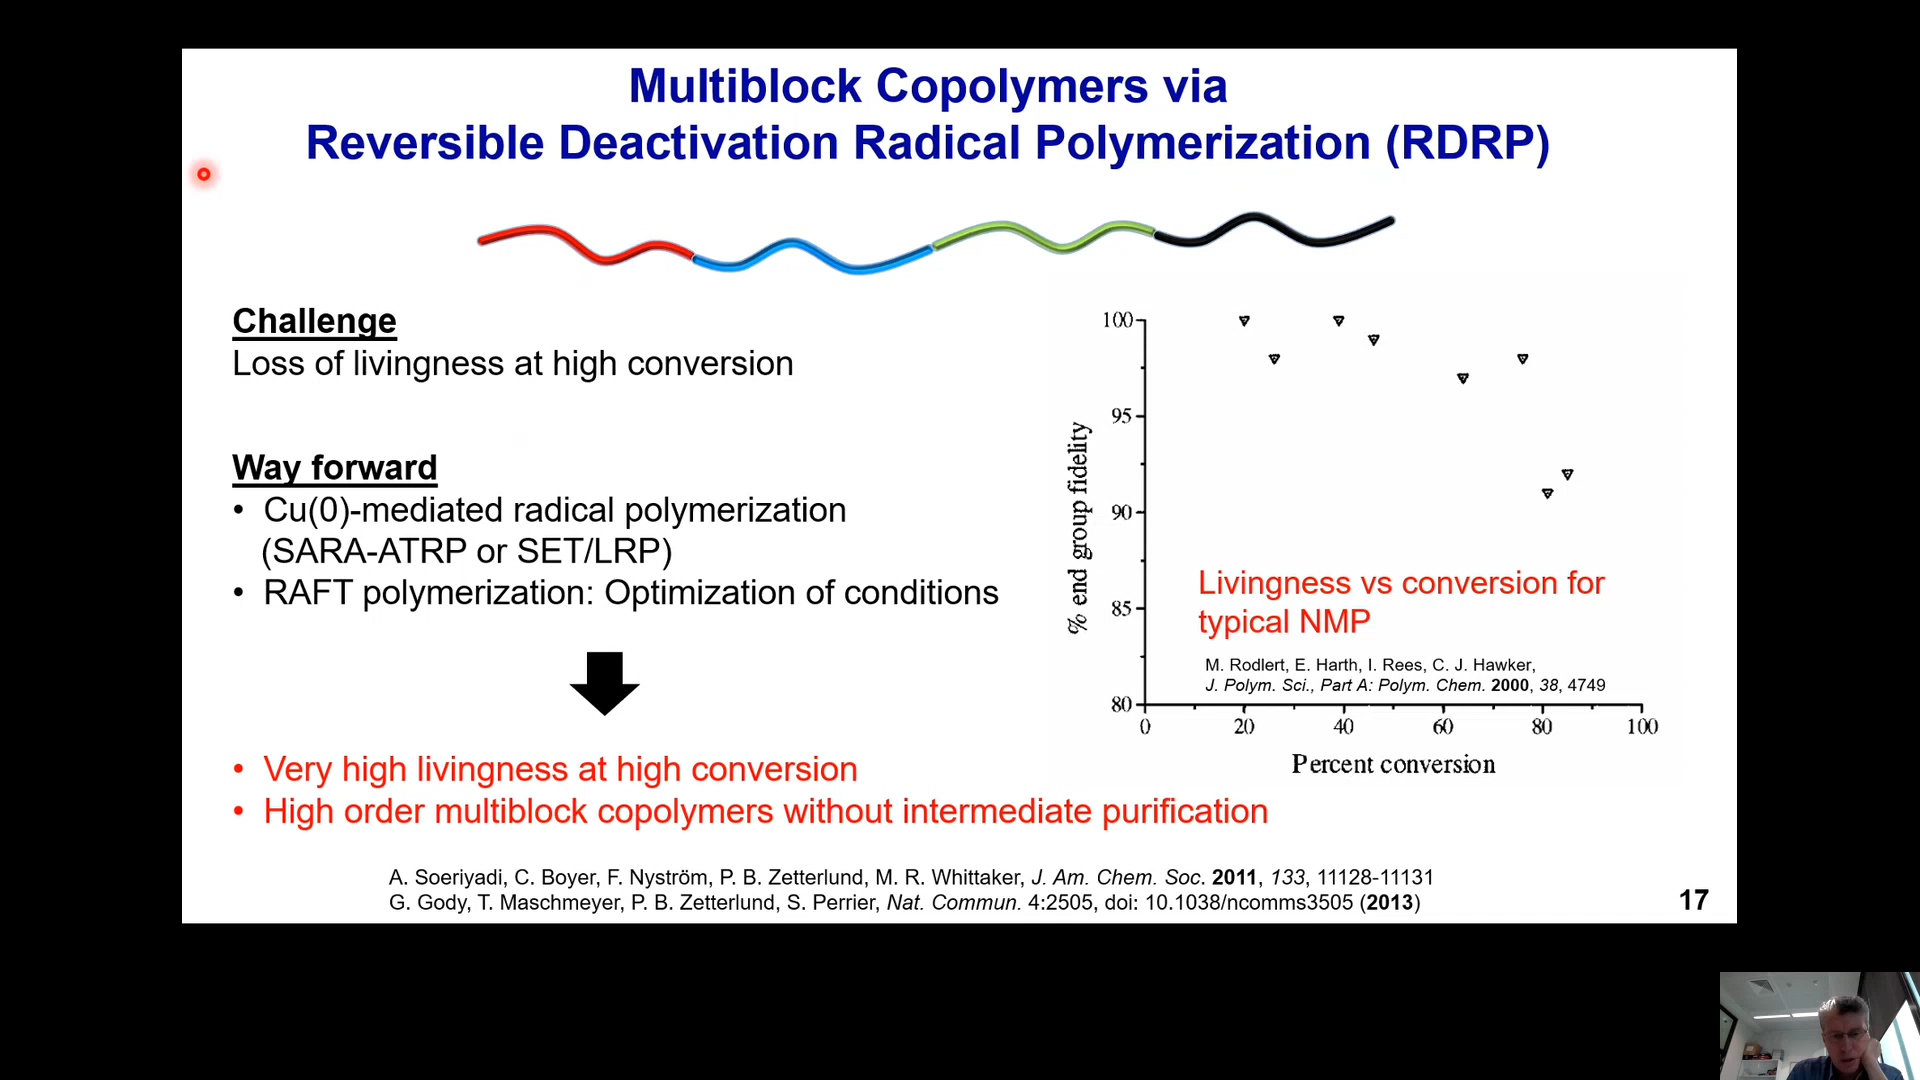 Multiblock Copolymers via
Reversible Deactivation Radical Polymerization (RDRP)
Challenge
Loss of livingness at high conversion
Way forward
• Cu(0)-mediated radical polymerization
(SARA-ATRP or SET/LRP)
• RAFT polymerization: Optimization of conditions
• Very high livingness at high conversion
• High order multiblock copolymers without intermediate purification
% end group fidelity
100
95
90
85
80
Livingness vs conversion for
typical NMP
M. Rodlert, E. Harth, I. Rees, C. J. Hawker,
J. Polym. Sci., Part A: Polym. Chem. 2000, 38, 4749
0 20 40 60 80 100
Percent conversion
A. Soeriyadi, C. Boyer, F. Nyström, P. B. Zetterlund, M. R. Whittaker, J. Am. Chem. Soc. 2011, 133, 11128-11131
G. Gody, T. Maschmeyer, P. B. Zetterlund, S. Perrier, Nat. Commun. 4:2505, doi: 10.1038/ncomms3505 (2013)
17